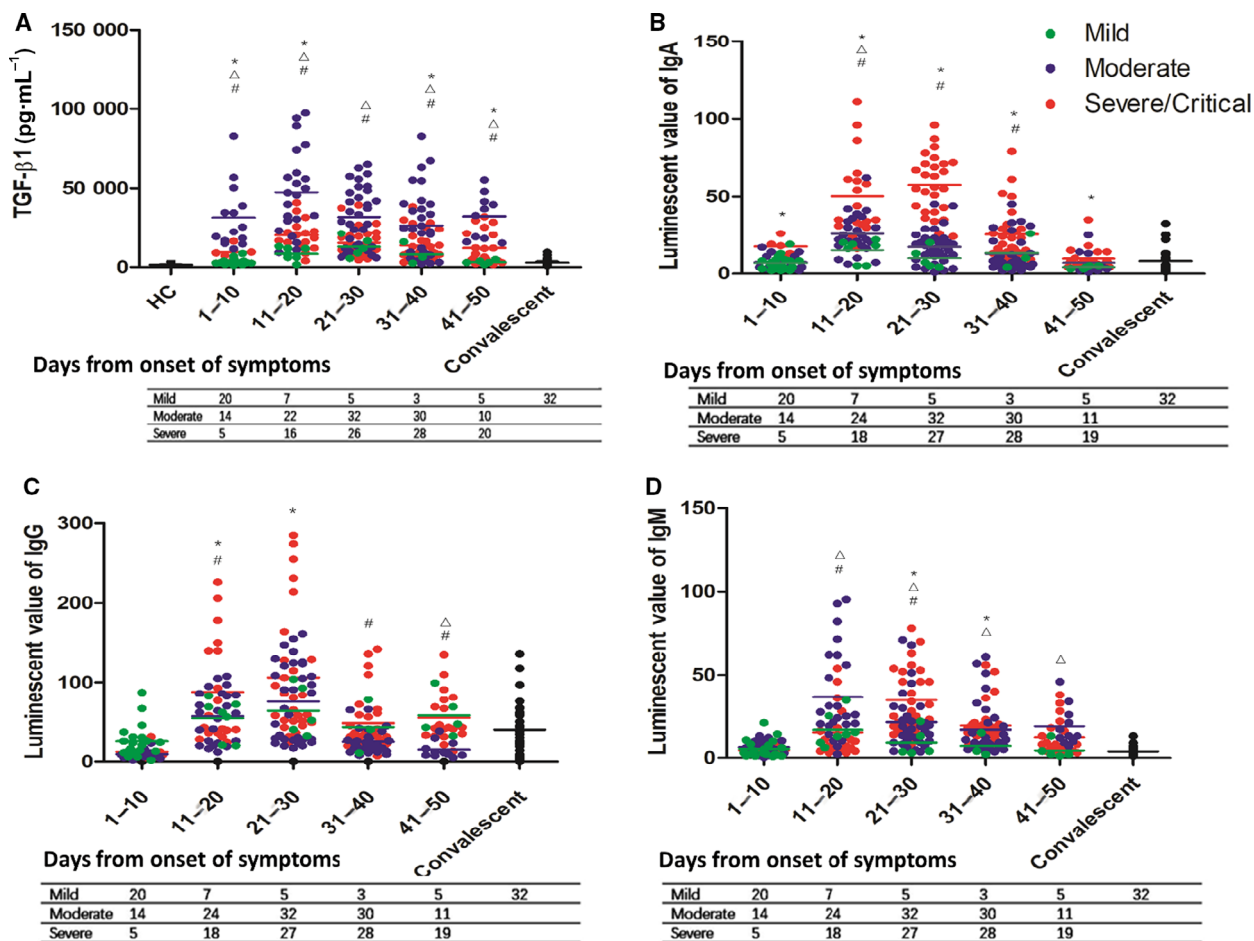 A
TGF-β1 (pg·mL⁻¹)
150 000
100 000
50 000
0
* * * *
△ △ △ △ △
# # # # #
HC 1–10 11–20 21–30 31–40 41–50 Convalescent
Days from onset of symptoms
Mild 20 7 5 3 5 32
Moderate 14 22 32 30 10
Severe 5 16 26 28 20
B
Luminescent value of IgA
150
100
50
0
* * * * *
△
# # #
Mild
Moderate
Severe/Critical
1–10 11–20 21–30 31–40 41–50 Convalescent
Days from onset of symptoms
Mild 20 7 5 3 5 32
Moderate 14 24 32 30 11
Severe 5 18 27 28 19
C
Luminescent value of IgG
300
200
100
0
* *
△
# # #
1–10 11–20 21–30 31–40 41–50 Convalescent
Days from onset of symptoms
Mild 20 7 5 3 5 32
Moderate 14 24 32 30 11
Severe 5 18 27 28 19
D
Luminescent value of IgM
150
100
50
0
* *
△ △ △ △
# #
1–10 11–20 21–30 31–40 41–50 Convalescent
Days from onset of symptoms
Mild 20 7 5 3 5 32
Moderate 14 24 32 30 11
Severe 5 18 27 28 19